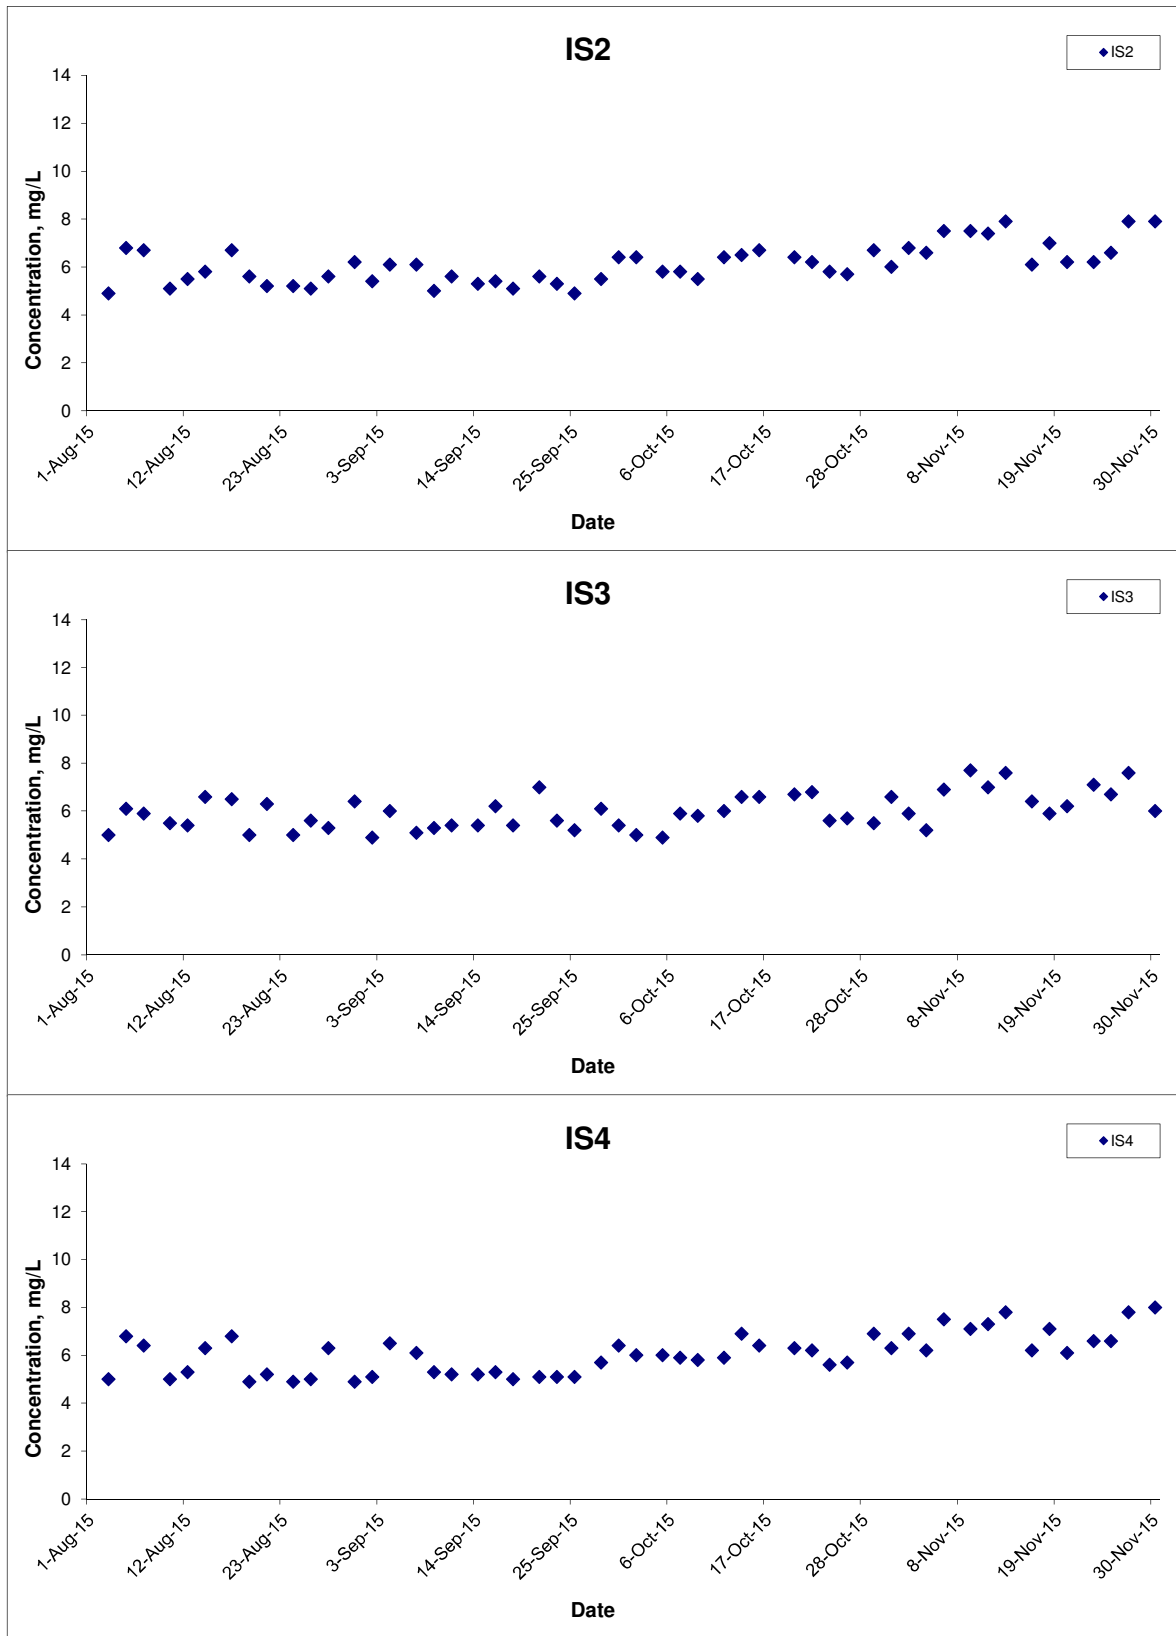 IS2
IS2
14
12
10
8
6
4
2
0
Concentration, mg/L
1-Aug-15
12-Aug-15
23-Aug-15
3-Sep-15
14-Sep-15
25-Sep-15
6-Oct-15
17-Oct-15
28-Oct-15
8-Nov-15
19-Nov-15
30-Nov-15
Date
IS3
IS3
14
12
10
8
6
4
2
0
Concentration, mg/L
1-Aug-15
12-Aug-15
23-Aug-15
3-Sep-15
14-Sep-15
25-Sep-15
6-Oct-15
17-Oct-15
28-Oct-15
8-Nov-15
19-Nov-15
30-Nov-15
Date
IS4
IS4
14
12
10
8
6
4
2
0
Concentration, mg/L
1-Aug-15
12-Aug-15
23-Aug-15
3-Sep-15
14-Sep-15
25-Sep-15
6-Oct-15
17-Oct-15
28-Oct-15
8-Nov-15
19-Nov-15
30-Nov-15
Date